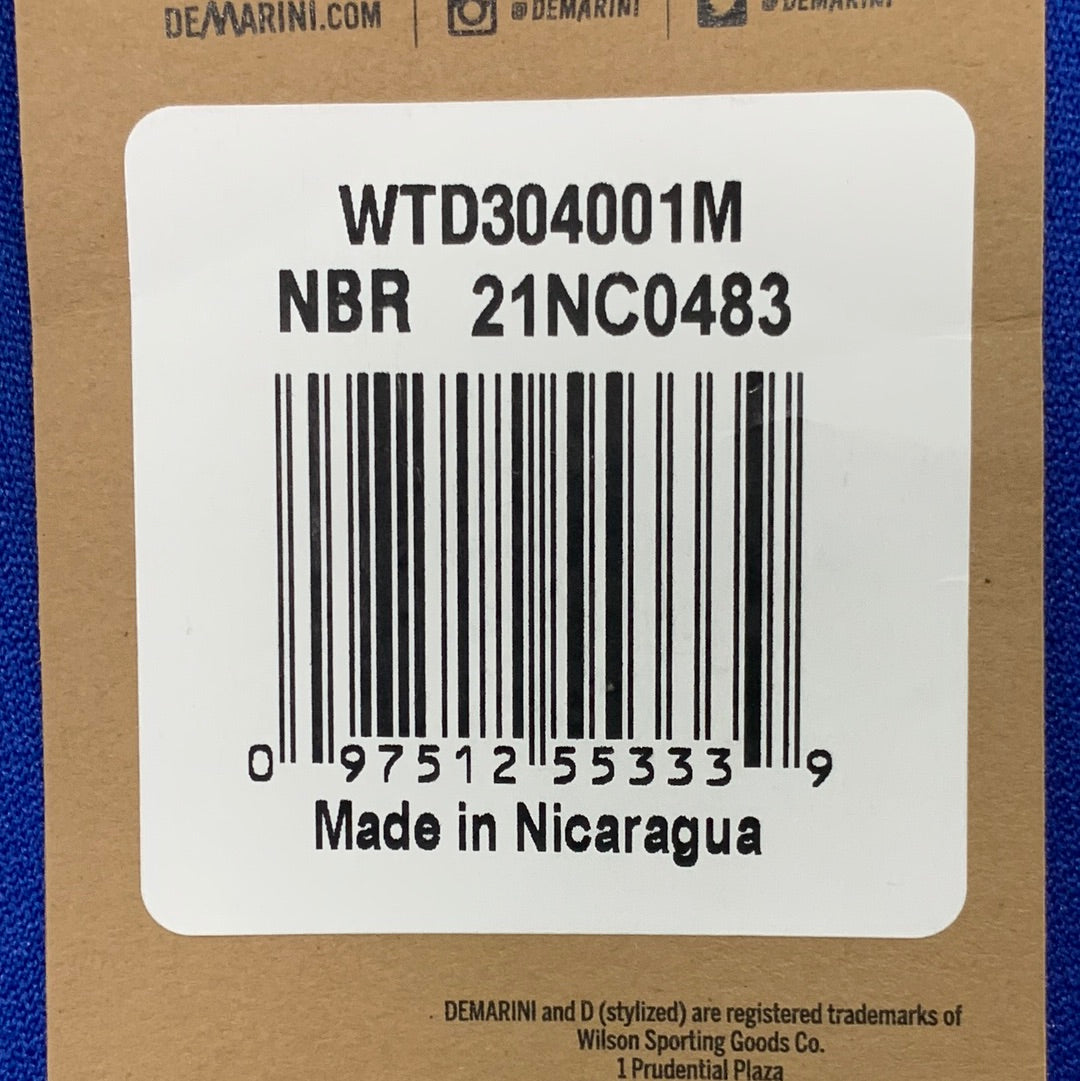 DEMARINI.COM @DEMARINI @DEMARINI
WTD304001M
NBR 21NC0483
0 97512 55333 9
Made in Nicaragua
DEMARINI and D (stylized) are registered trademarks of
Wilson Sporting Goods Co.
1 Prudential Plaza